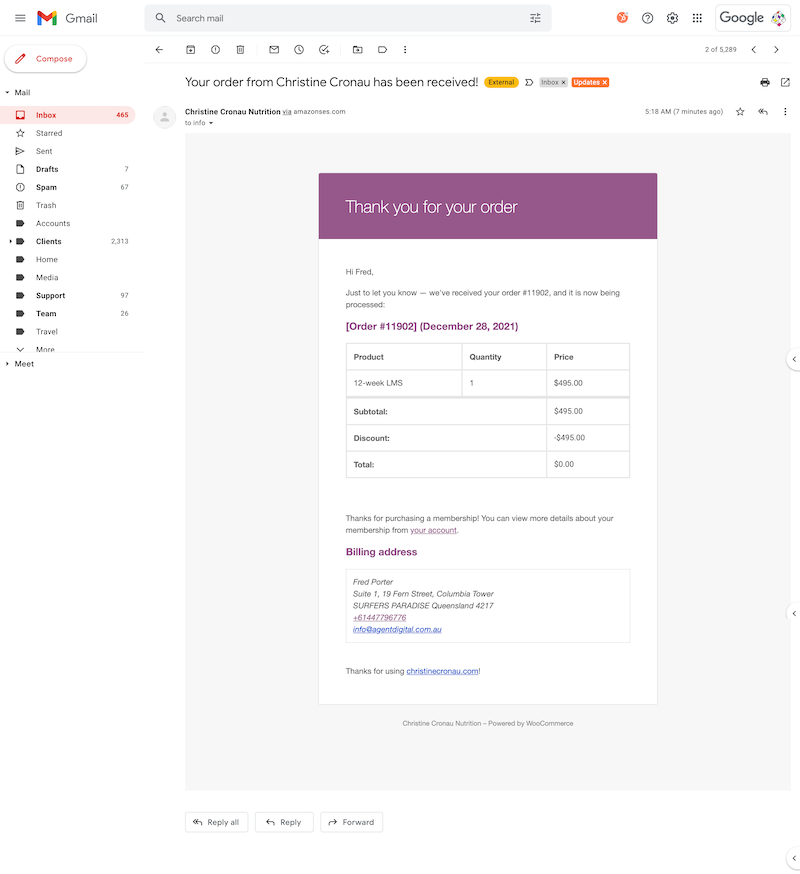 Gmail
Search mail
Google
Compose
2 of 5,289
Mail
Inbox 465
Starred
Sent
Drafts 7
Spam 67
Trash
Accounts
Clients 2,313
Home
Media
Support 97
Team 26
Travel
More
Meet
Your order from Christine Cronau has been received! External Inbox x Updates x
Christine Cronau Nutrition via amazonses.com 5:18 AM (7 minutes ago)
to info
Thank you for your order
Hi Fred,
Just to let you know — we've received your order #11902, and it is now being
processed:
[Order #11902] (December 28, 2021)
Product Quantity Price
12-week LMS 1 $495.00
Subtotal: $495.00
Discount: -$495.00
Total: $0.00
Thanks for purchasing a membership! You can view more details about your
membership from your account.
Billing address
Fred Porter
Suite 1, 19 Fern Street, Columbia Tower
SURFERS PARADISE Queensland 4217
+61447796776
info@agentdigital.com.au
Thanks for using christinecronau.com!
Christine Cronau Nutrition – Powered by WooCommerce
Reply all Reply Forward